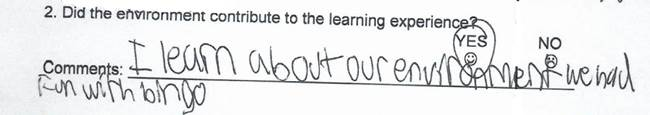 2. Did the environment contribute to the learning experience?
YES NO
Comments: I learn about our envirement we had
Fun with bingo